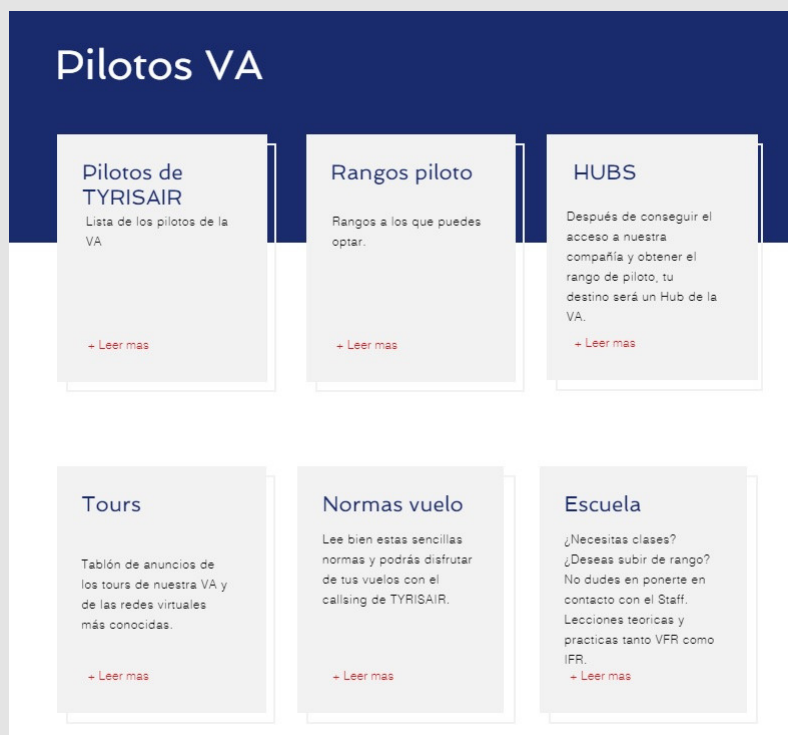 Pilotos VA
Pilotos de
TYRISAIR
Lista de los pilotos de la
VA
+ Leer mas
Rangos piloto
Rangos a los que puedes
optar.
+ Leer mas
HUBS
Después de conseguir el
acceso a nuestra
compañía y obtener el
rango de piloto, tu
destino será un Hub de la
VA.
+ Leer mas
Tours
Tablón de anuncios de
los tours de nuestra VA y
de las redes virtuales
más conocidas.
+ Leer mas
Normas vuelo
Lee bien estas sencillas
normas y podrás disfrutar
de tus vuelos con el
callsing de TYRISAIR.
+ Leer mas
Escuela
¿Necesitas clases?
¿Deseas subir de rango?
No dudes en ponerte en
contacto con el Staff.
Lecciones teoricas y
practicas tanto VFR como
IFR.
+ Leer mas